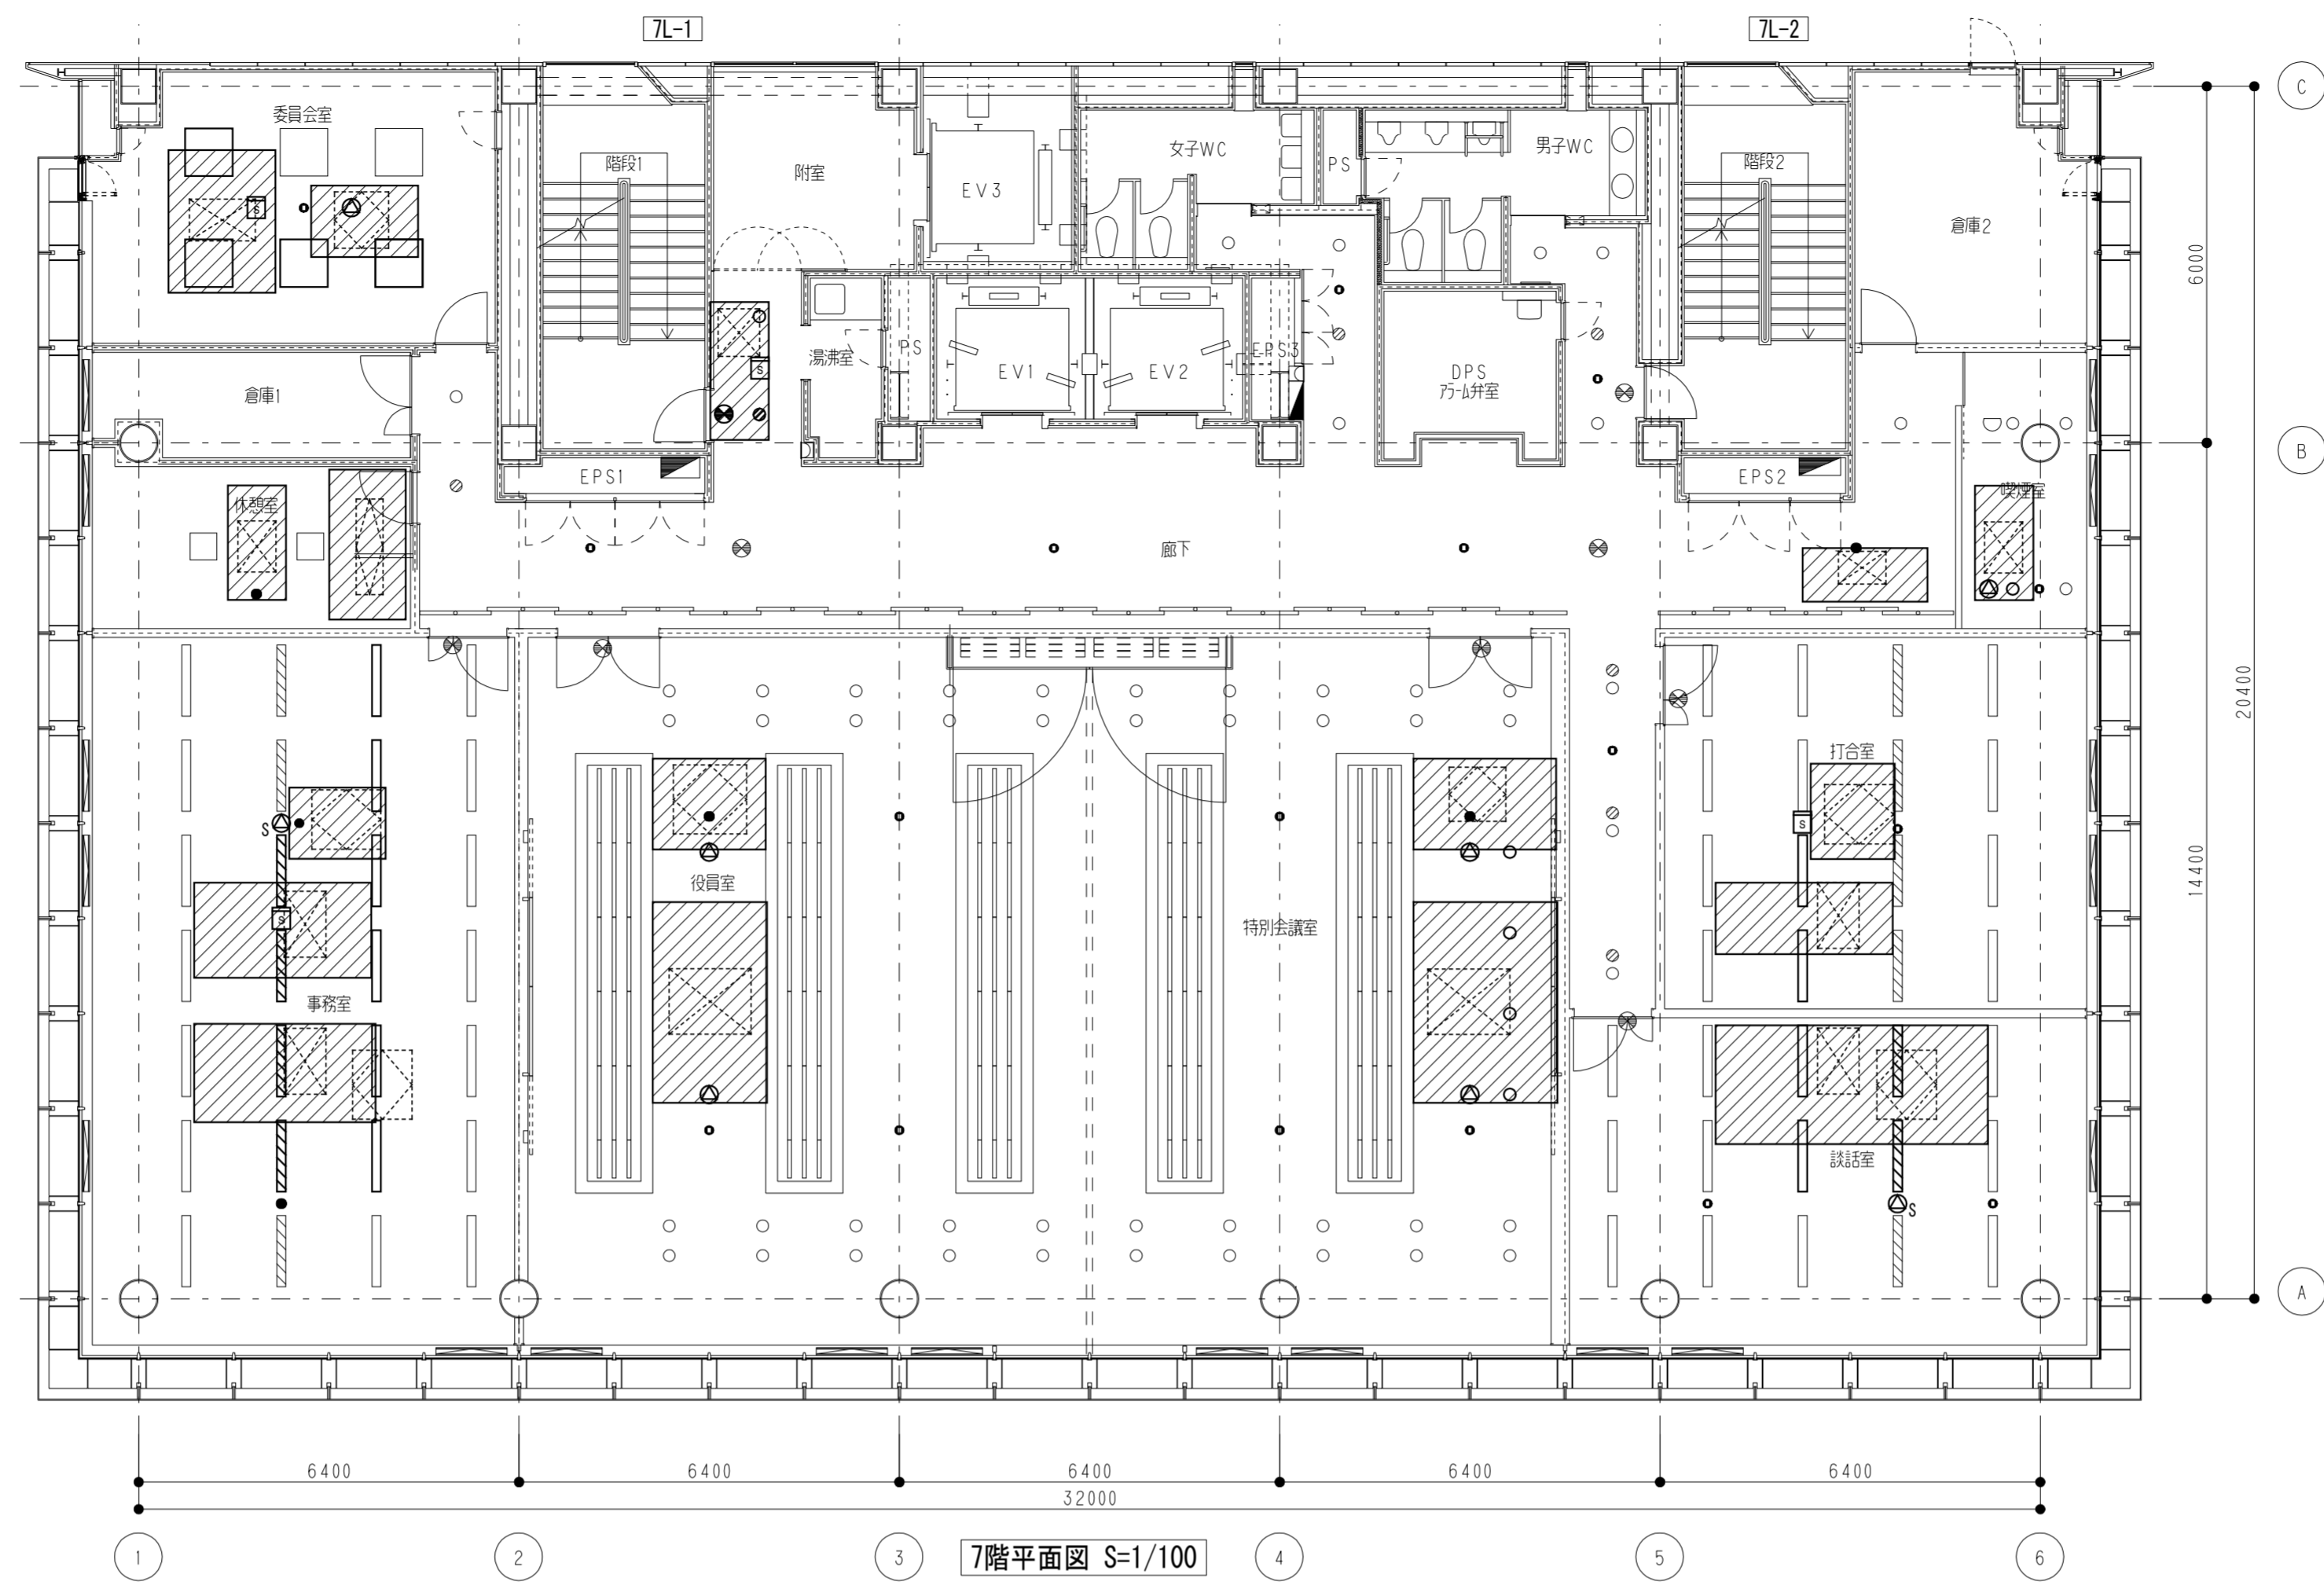 7L-1
7L-2
C
委員会室
階段1
附室
EV3
女子WC
PS
男子WC
階段2
倉庫2
6000
S
S
湯沸室
PS
EV1
EV2
EPS3
DPS
アラーム弁室
倉庫1
B
EPS1
EPS2
休憩室
喫煙室
廊下
20400
打合室
S
S
S
役員室
特別会議室
14400
事務室
談話室
S
A
6400
6400
6400
6400
6400
32000
1
2
3
4
5
6
7階平面図 S=1/100